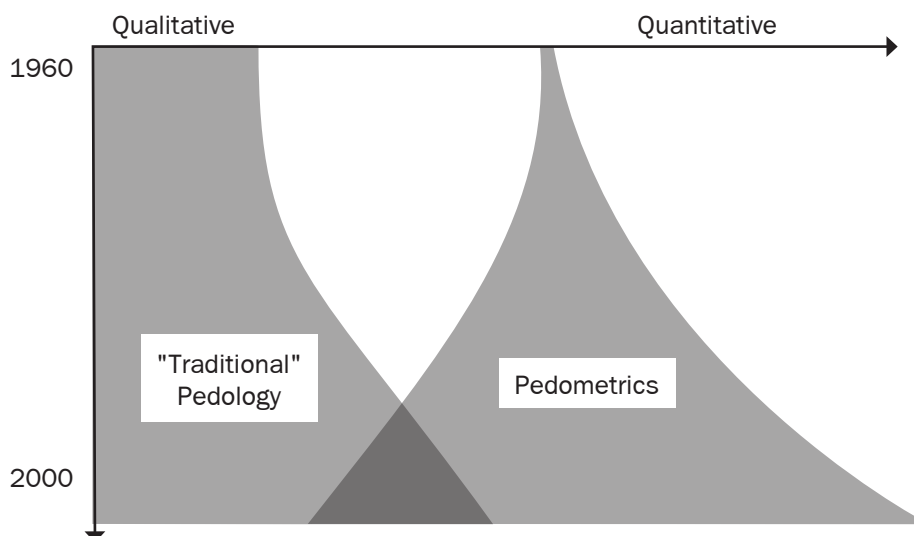 Qualitative
Quantitative
1960
"Traditional"
Pedology
Pedometrics
2000